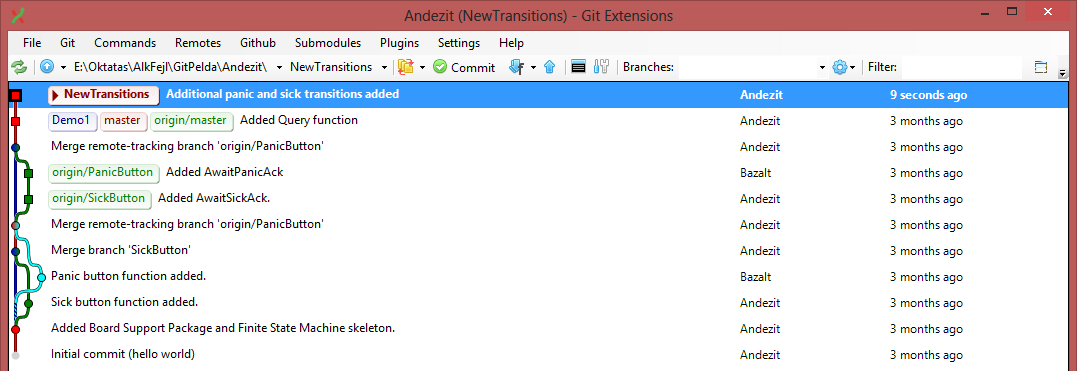 Andezit (NewTransitions) - Git Extensions
File Git Commands Remotes Github Submodules Plugins Settings Help
E:\Oktatas\AlkFejl\GitPelda\Andezit\ NewTransitions Commit Branches: Filter:
NewTransitions Additional panic and sick transitions added Andezit 9 seconds ago
Demo1 master origin/master Added Query function Andezit 3 months ago
Merge remote-tracking branch 'origin/PanicButton' Andezit 3 months ago
origin/PanicButton Added AwaitPanicAck Bazalt 3 months ago
origin/SickButton Added AwaitSickAck. Andezit 3 months ago
Merge remote-tracking branch 'origin/PanicButton' Andezit 3 months ago
Merge branch 'SickButton' Andezit 3 months ago
Panic button function added. Bazalt 3 months ago
Sick button function added. Andezit 3 months ago
Added Board Support Package and Finite State Machine skeleton. Andezit 3 months ago
Initial commit (hello world) Andezit 3 months ago